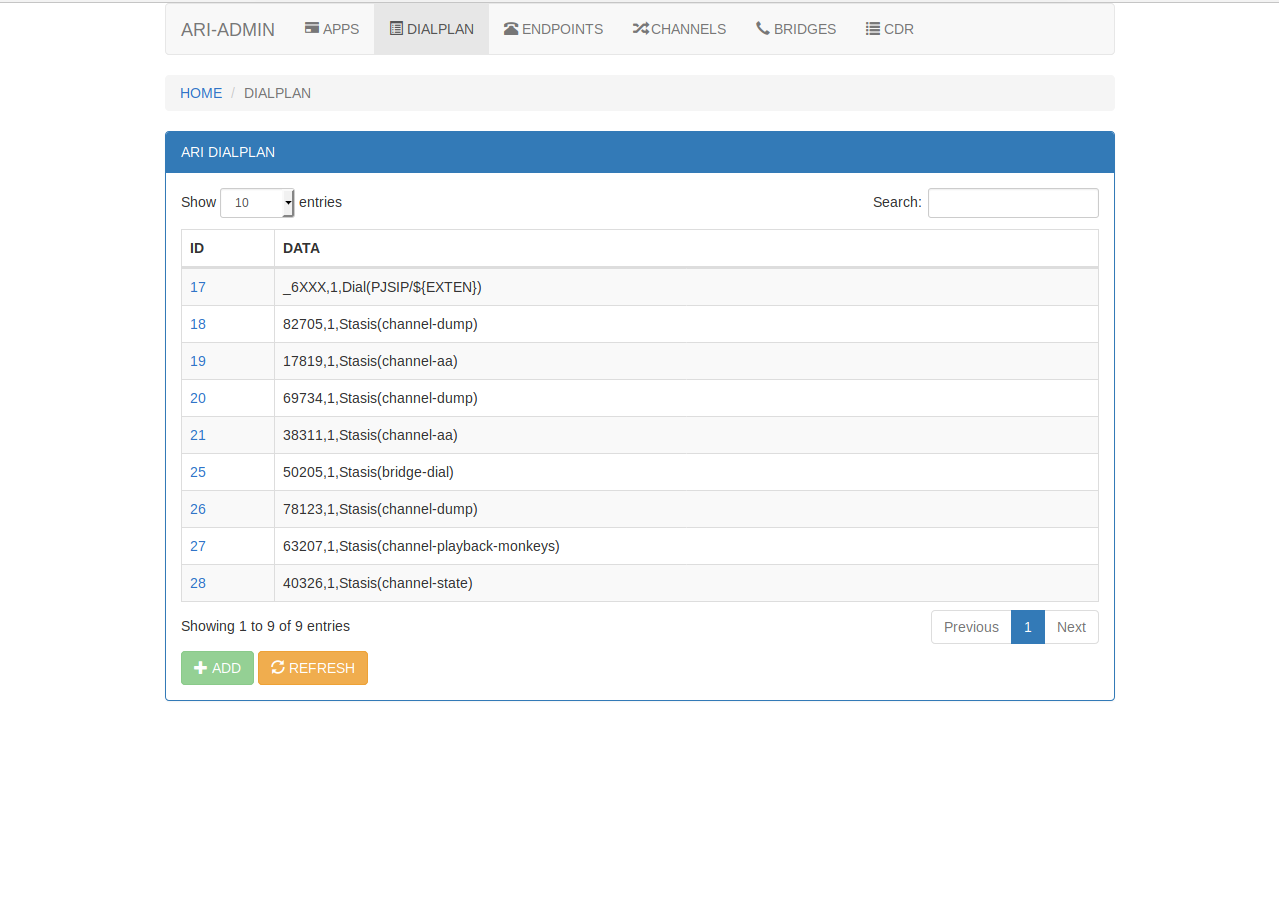 ARI-ADMIN APPS DIALPLAN ENDPOINTS CHANNELS BRIDGES CDR
HOME / DIALPLAN
ARI DIALPLAN
Show 10 entries Search:
ID DATA
17 _6XXX,1,Dial(PJSIP/${EXTEN})
18 82705,1,Stasis(channel-dump)
19 17819,1,Stasis(channel-aa)
20 69734,1,Stasis(channel-dump)
21 38311,1,Stasis(channel-aa)
25 50205,1,Stasis(bridge-dial)
26 78123,1,Stasis(channel-dump)
27 63207,1,Stasis(channel-playback-monkeys)
28 40326,1,Stasis(channel-state)
Showing 1 to 9 of 9 entries Previous 1 Next
ADD REFRESH